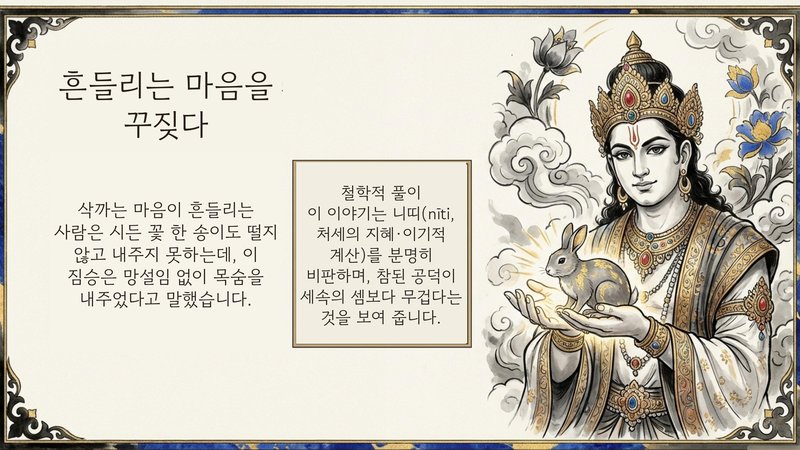 흔들리는 마음을
꾸짖다
삭까는 마음이 흔들리는
사람은 시든 꽃 한 송이도 떨지
않고 내주지 못하는데, 이
짐승은 망설임 없이 목숨을
내주었다고 말했습니다.
철학적 풀이
이 이야기는 니띠(nīti,
처세의 지혜·이기적
계산)를 분명히
비판하며, 참된 공덕이
세속의 셈보다 무겁다는
것을 보여 줍니다.